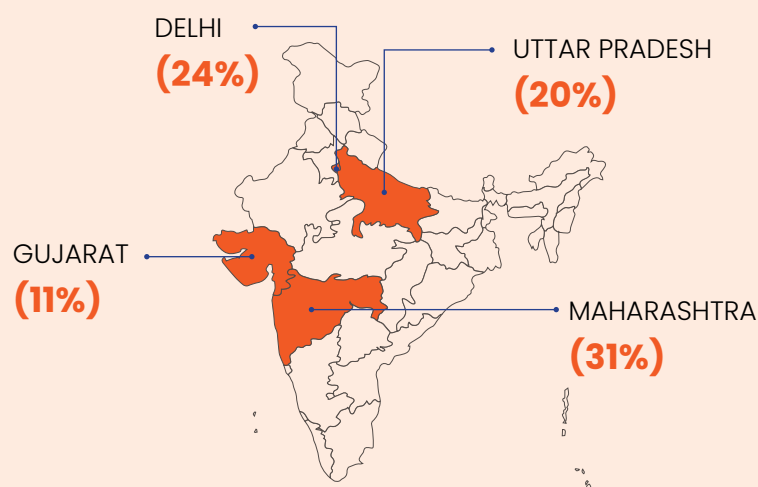 DELHI
(24%)
UTTAR PRADESH
(20%)
GUJARAT
(11%)
MAHARASHTRA
(31%)